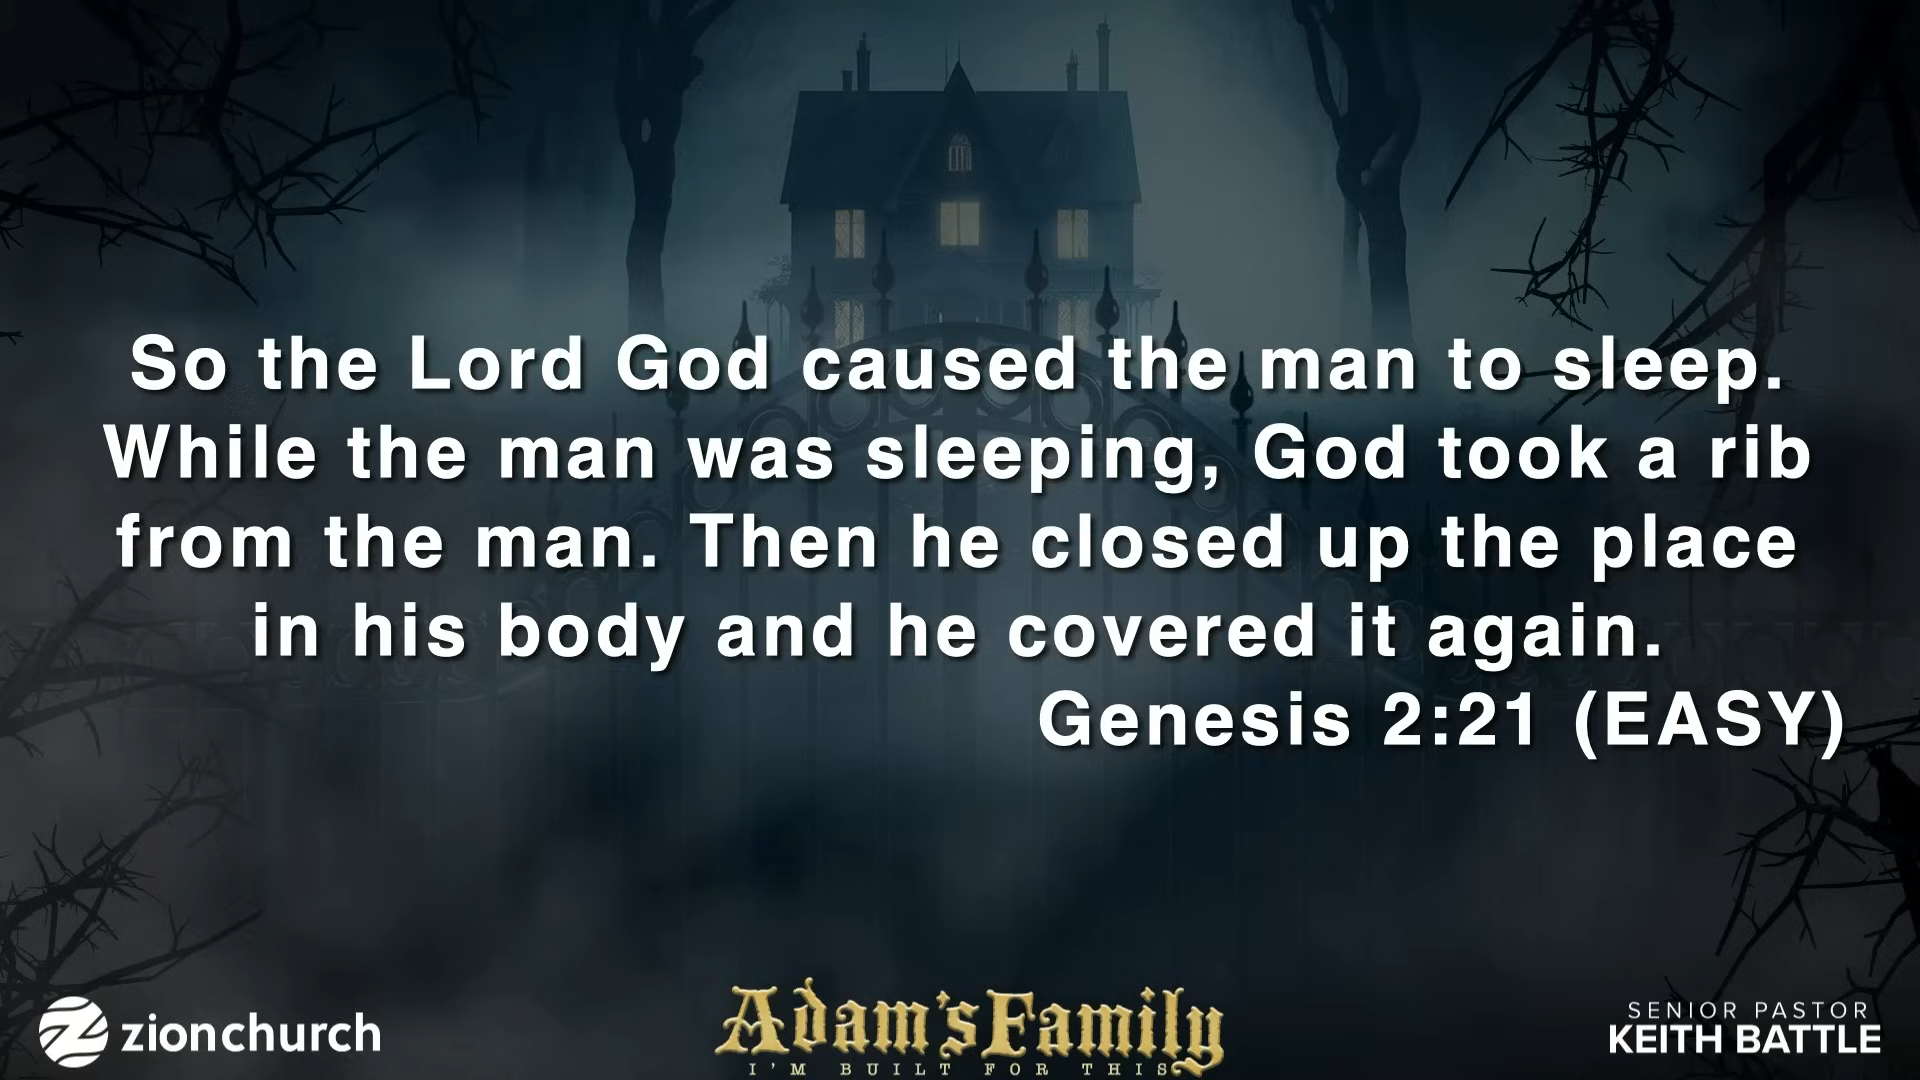 So the Lord God caused the man to sleep.
While the man was sleeping, God took a rib
from the man. Then he closed up the place
in his body and he covered it again.
Genesis 2:21 (EASY)
zionchurch
Adam's Family
I'M BUILT FOR THIS
SENIOR PASTOR
KEITH BATTLE